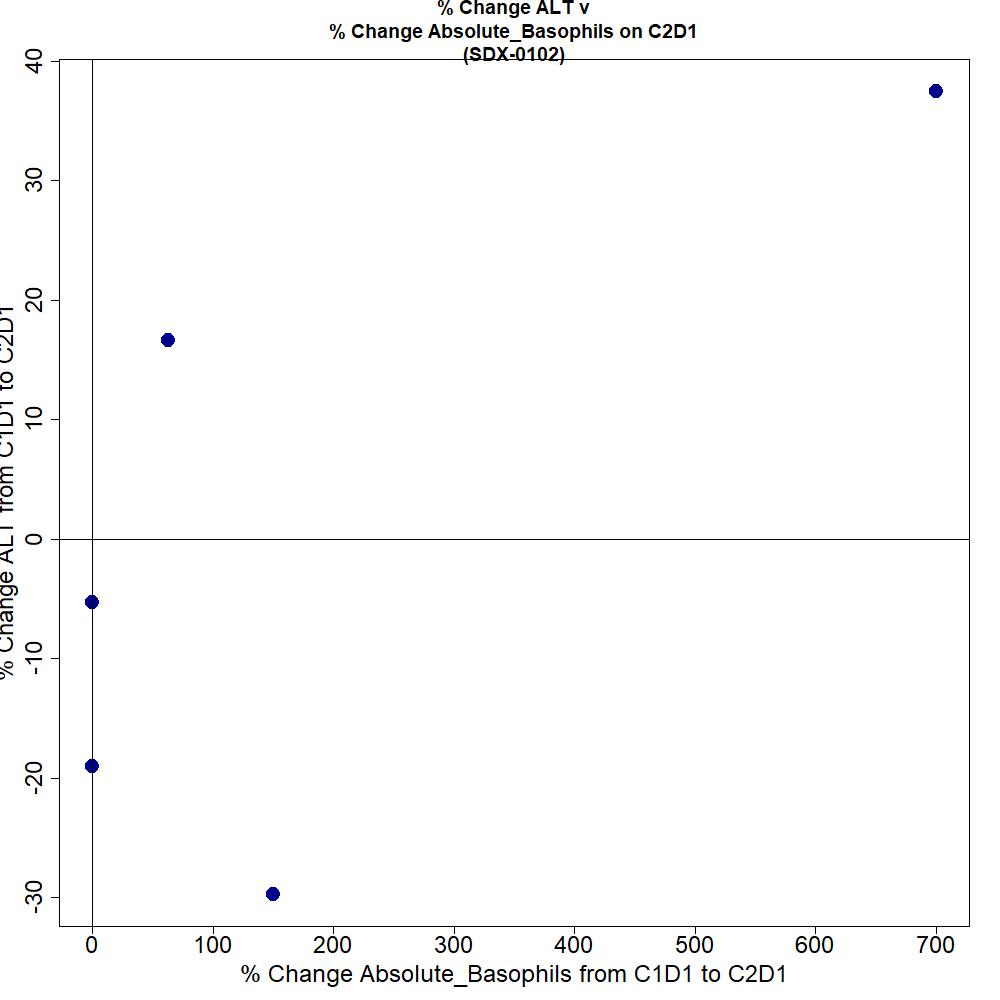 % Change ALT v
% Change Absolute_Basophils on C2D1
(SDX-0102)
% Change ALT from C1D1 to C2D1
40
30
20
10
0
-10
-20
-30
0 100 200 300 400 500 600 700
% Change Absolute_Basophils from C1D1 to C2D1